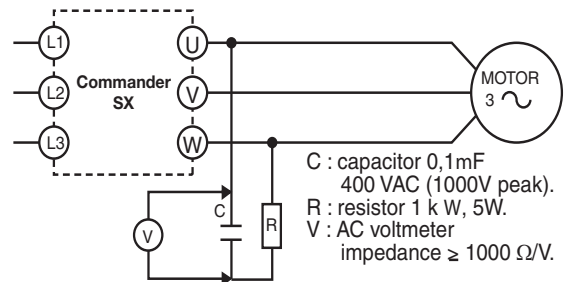 L1
U
Commander
SX
L2
V
L3
W
MOTOR
3
C
R
V
C : capacitor 0,1mF
400 VAC (1000V peak).
R : resistor 1 k W, 5W.
V : AC voltmeter
impedance ≥ 1000 Ω/V.